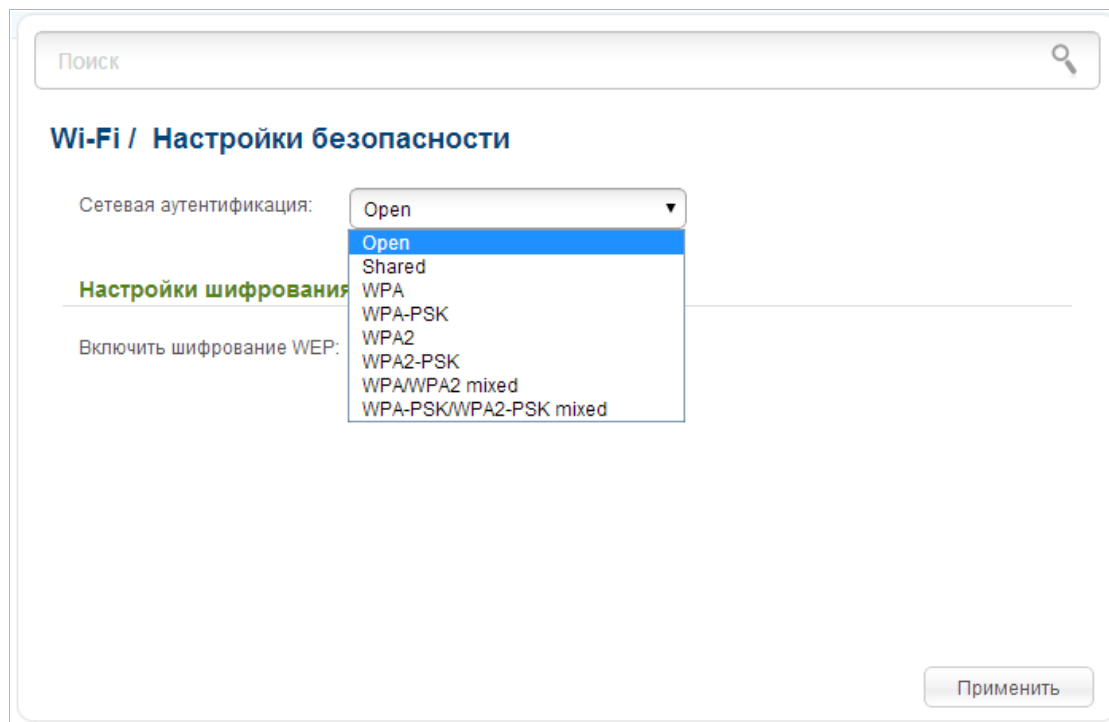 Поиск
Wi-Fi / Настройки безопасности
Сетевая аутентификация:
Open
Open
Shared
Настройки шифрования
WPA
WPA-PSK
Включить шифрование WEP:
WPA2
WPA2-PSK
WPA/WPA2 mixed
WPA-PSK/WPA2-PSK mixed
Применить